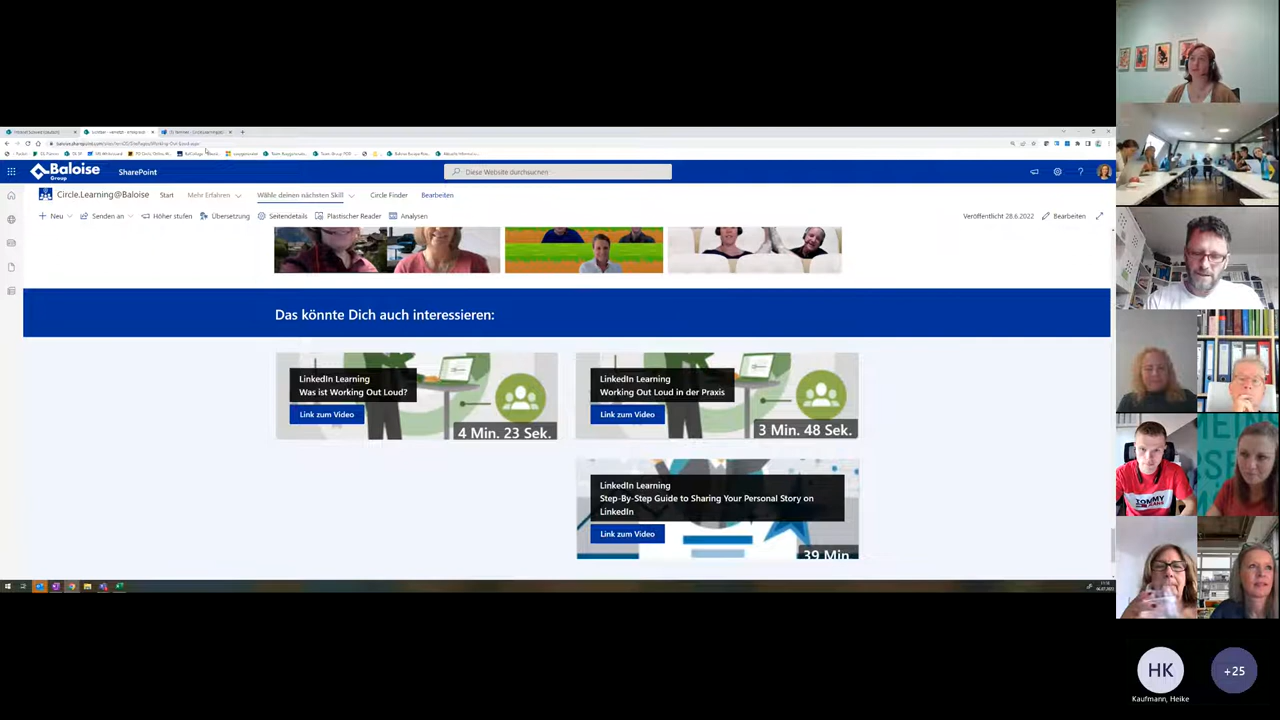 Baloise
Group
SharePoint
Diese Website durchsuchen
Circle.Learning@Baloise
Start
Mehr Erfahren
Wähle deinen nächsten Skill
Circle Finder
Bearbeiten
Neu
Senden an
Höher stufen
Übersetzung
Seitendetails
Plastischer Reader
Analysen
Veröffentlicht 28.6.2022
Bearbeiten
Das könnte Dich auch interessieren:
LinkedIn Learning
Was ist Working Out Loud?
Link zum Video
4 Min. 23 Sek.
LinkedIn Learning
Working Out Loud in der Praxis
Link zum Video
3 Min. 48 Sek.
LinkedIn Learning
Step-By-Step Guide to Sharing Your Personal Story on
LinkedIn
Link zum Video
39 Min
TOMMY
JEANS
HK
+25
Kaufmann, Heike